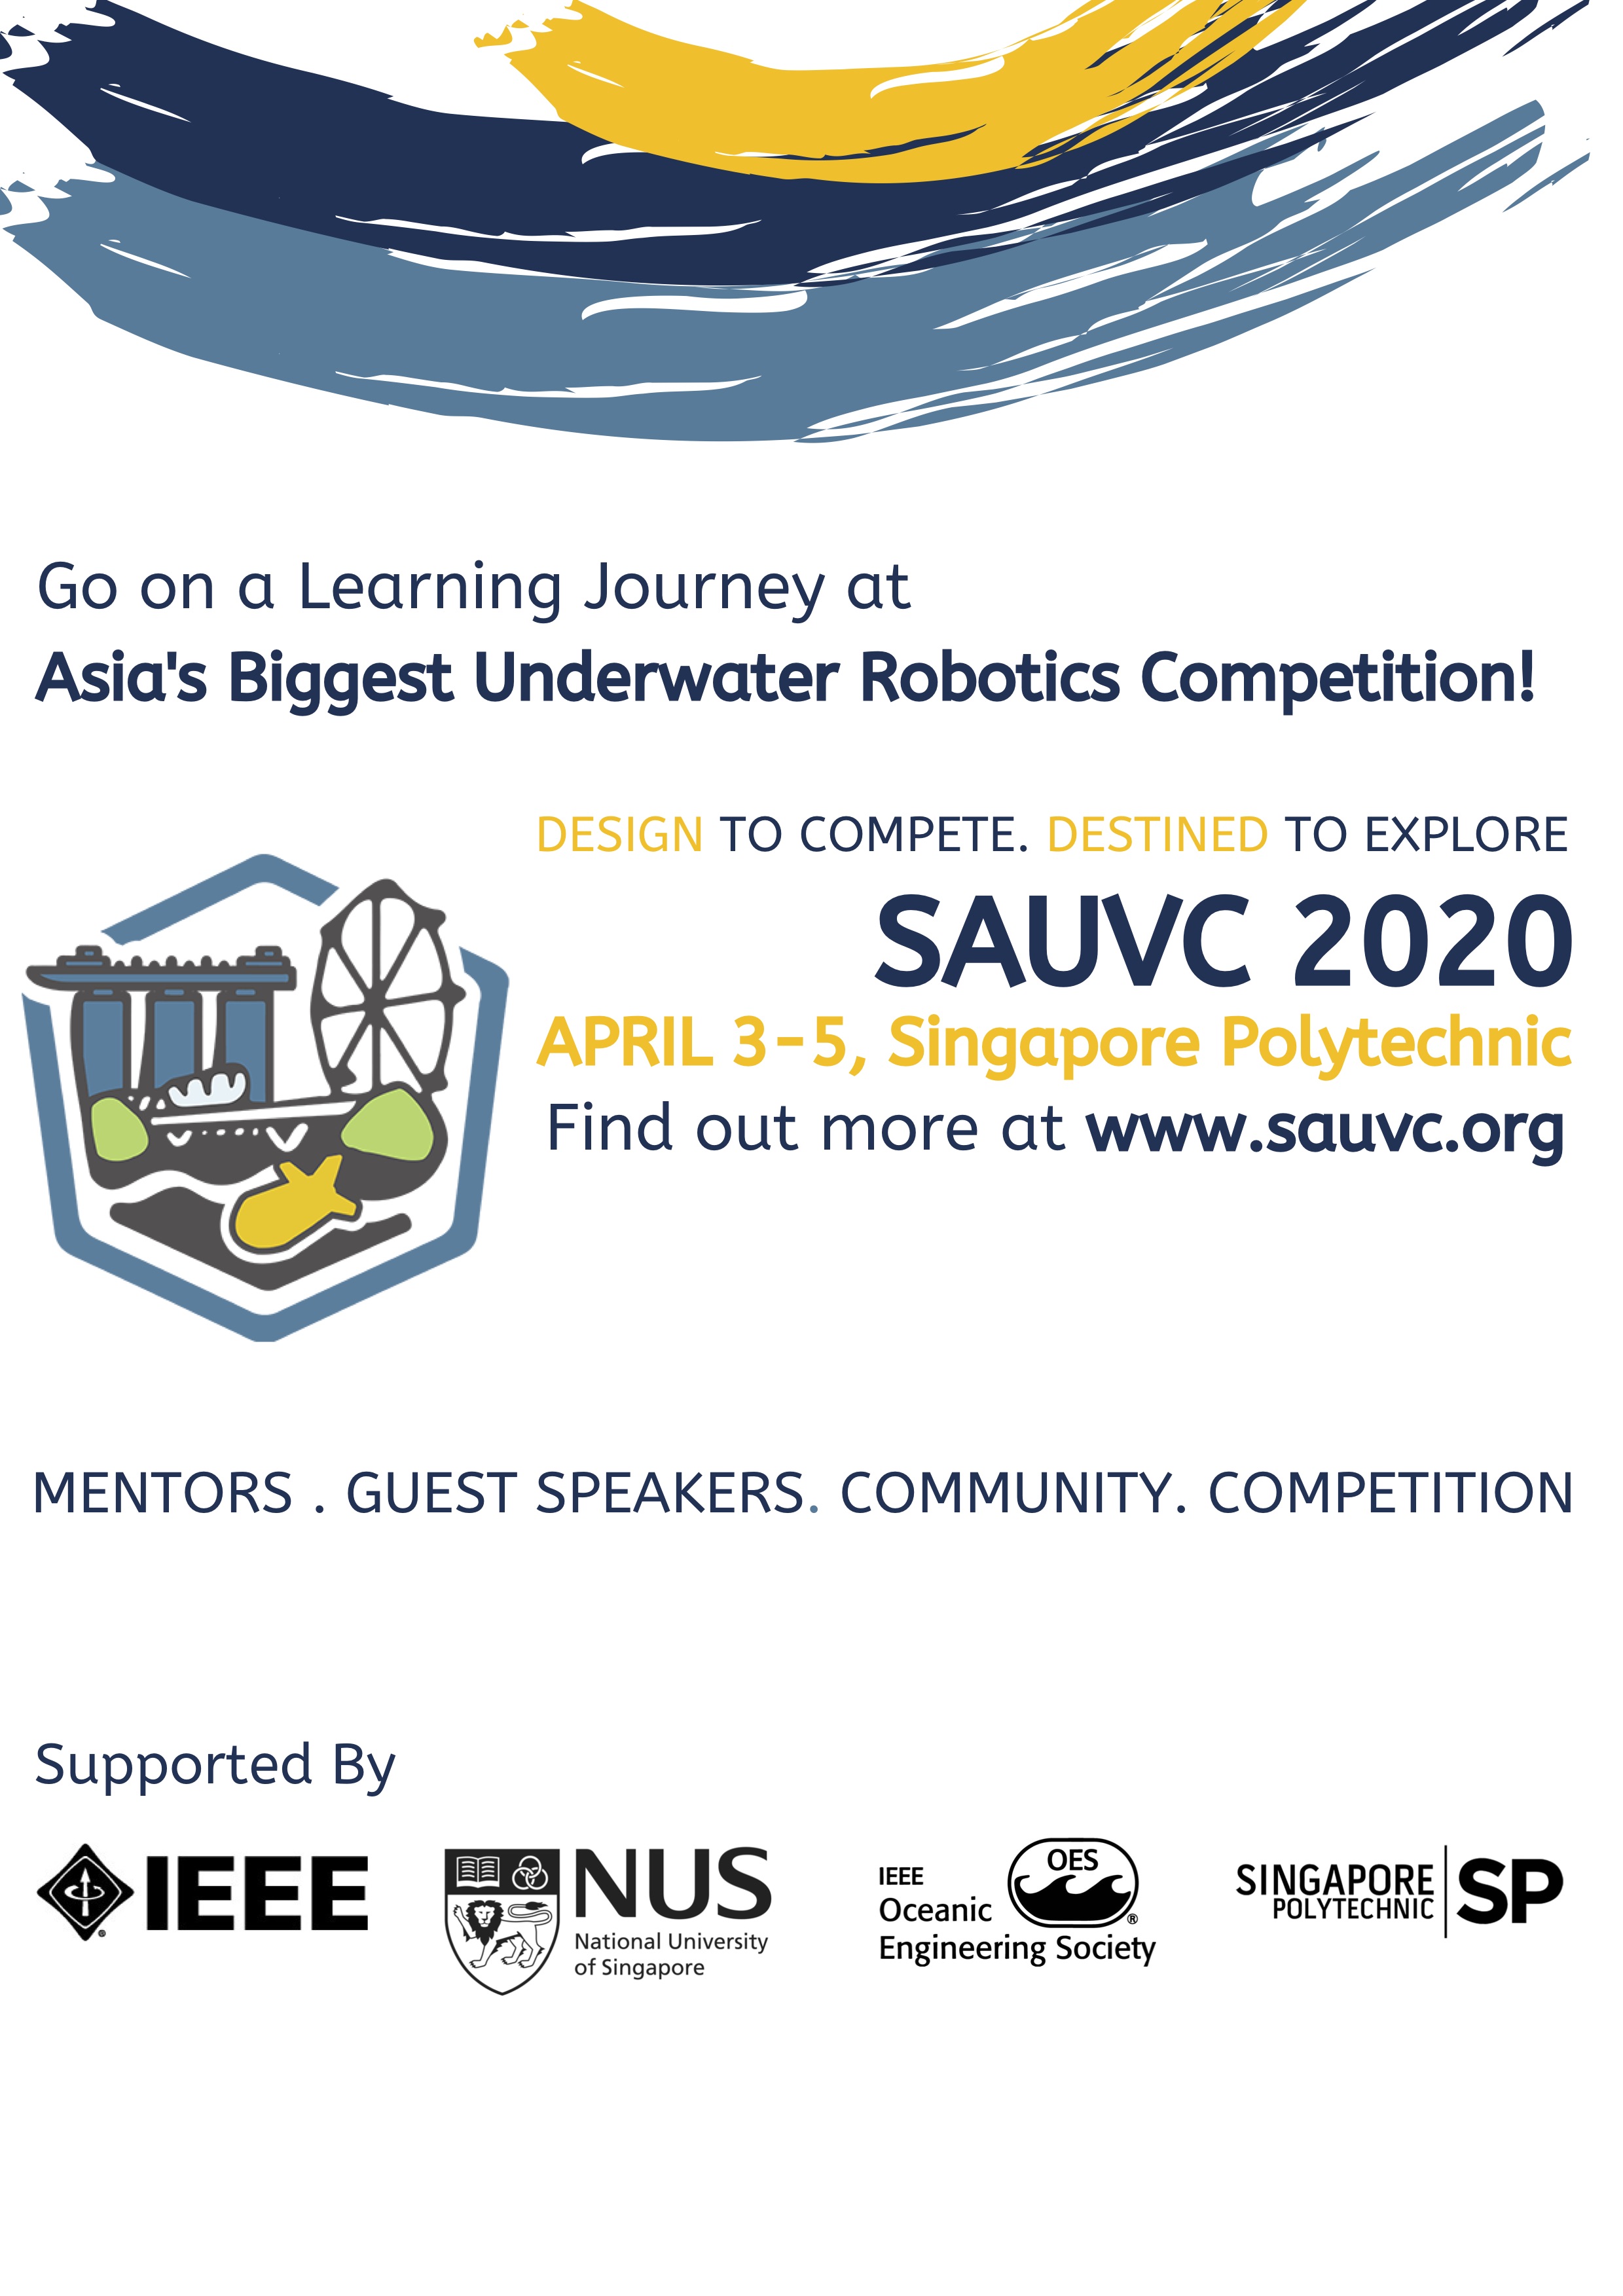 Go on a Learning Journey at
Asia's Biggest Underwater Robotics Competition!
DESIGN TO COMPETE. DESTINED TO EXPLORE
SAUVC 2020
APRIL 3-5, Singapore Polytechnic
Find out more at www.sauvc.org
MENTORS . GUEST SPEAKERS. COMMUNITY. COMPETITION
Supported By
IEEE
®
NUS
National University
of Singapore
OES
IEEE
Oceanic
®
Engineering Society
SINGAPORE
POLYTECHNIC
SP